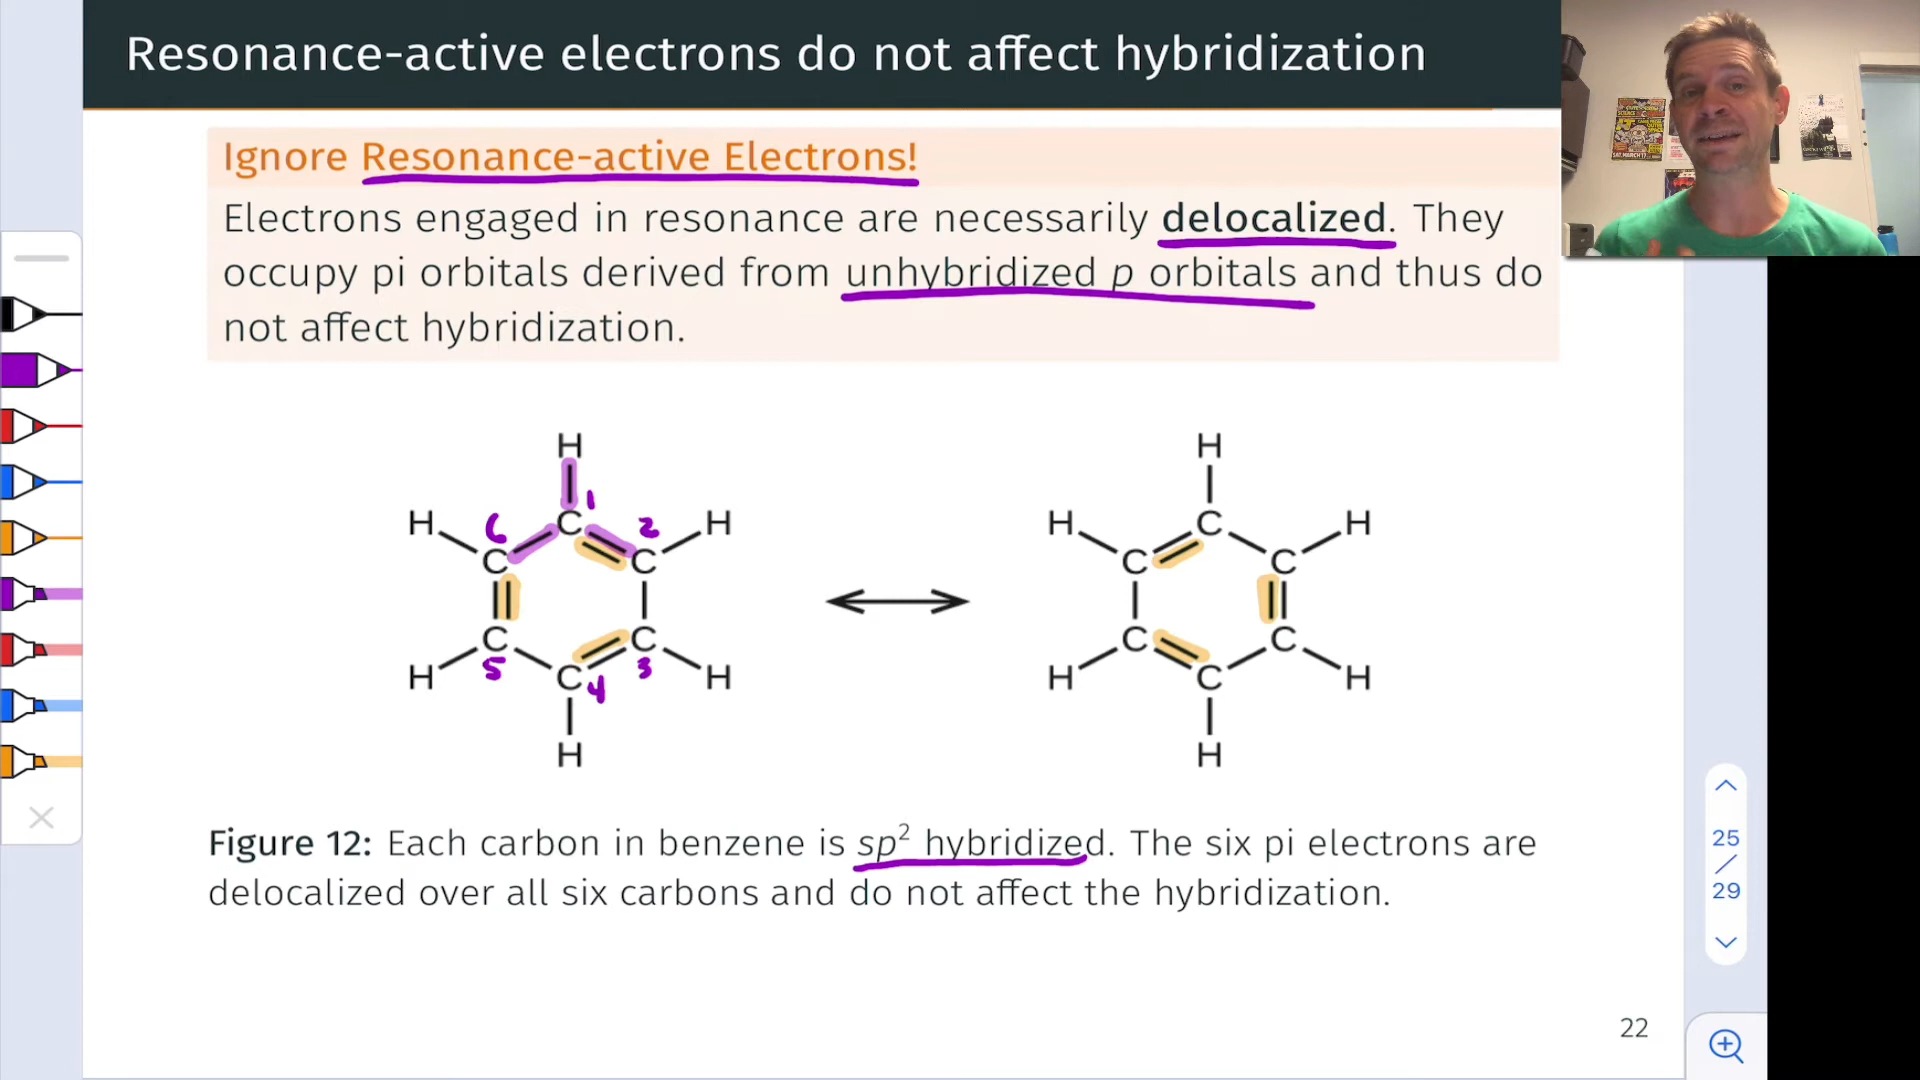 Resonance-active electrons do not affect hybridization
Ignore Resonance-active Electrons!
Electrons engaged in resonance are necessarily delocalized. They
occupy pi orbitals derived from unhybridized p orbitals and thus do
not affect hybridization.
H H
1
H 6 C 2 H H C H
C C C C
C C C C
H 5 C 4 3 H H C H
H H
Figure 12: Each carbon in benzene is sp² hybridized. The six pi electrons are
delocalized over all six carbons and do not affect the hybridization.
25
/
29
22